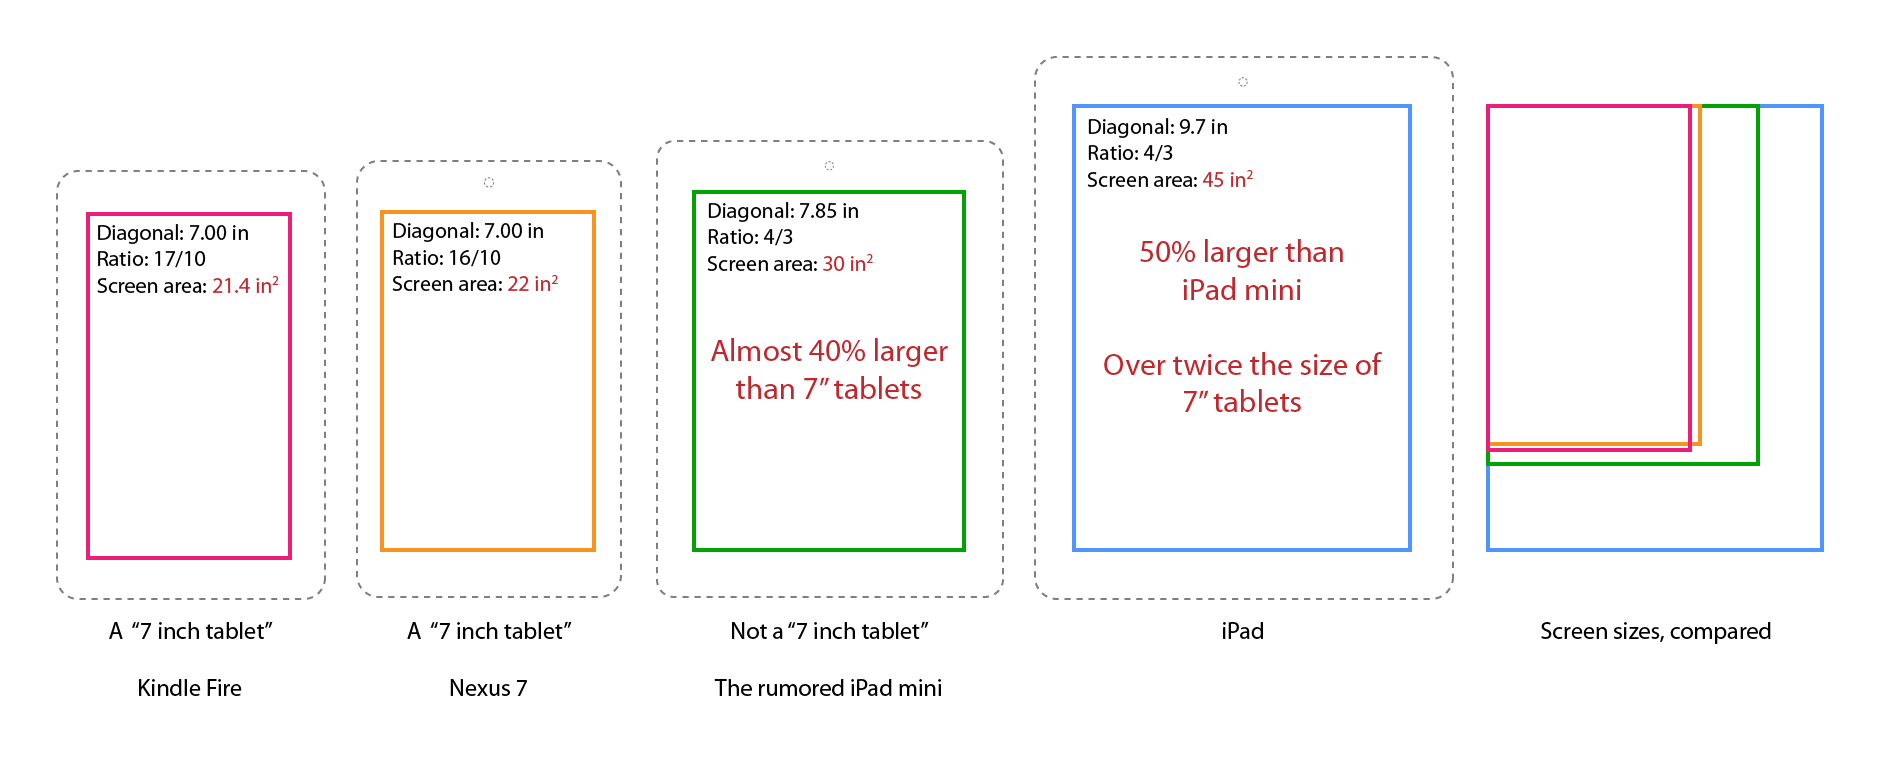 Diagonal: 7.00 in
Ratio: 17/10
Screen area: 21.4 in²
A “7 inch tablet”
Kindle Fire
Diagonal: 7.00 in
Ratio: 16/10
Screen area: 22 in²
A “7 inch tablet”
Nexus 7
Diagonal: 7.85 in
Ratio: 4/3
Screen area: 30 in²
Almost 40% larger
than 7” tablets
Not a “7 inch tablet”
The rumored iPad mini
Diagonal: 9.7 in
Ratio: 4/3
Screen area: 45 in²
50% larger than
iPad mini
Over twice the size of
7” tablets
iPad
Screen sizes, compared